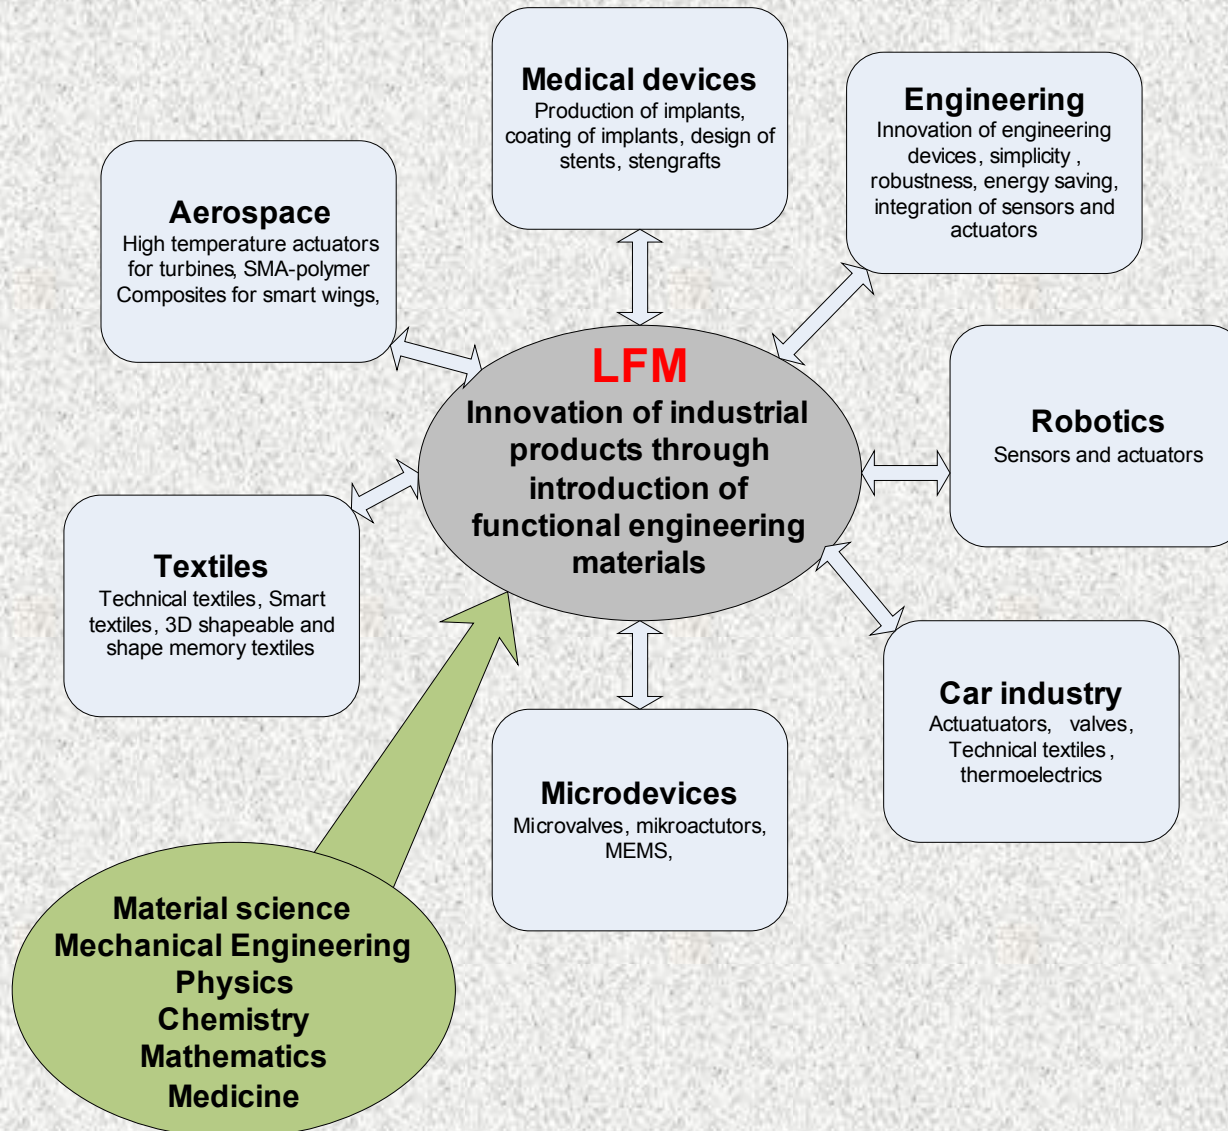 Medical devices
Production of implants,
coating of implants, design of
stents, stengrafts
Engineering
Innovation of engineering
devices, simplicity ,
robustness, energy saving,
integration of sensors and
actuators
Aerospace
High temperature actuators
for turbines, SMA-polymer
Composites for smart wings,
LFM
Innovation of industrial
products through
introduction of
functional engineering
materials
Robotics
Sensors and actuators
Textiles
Technical textiles, Smart
textiles, 3D shapeable and
shape memory textiles
Car industry
Actuatuators, valves,
Technical textiles ,
thermoelectrics
Microdevices
Microvalves, mikroactutors,
MEMS,
Material science
Mechanical Engineering
Physics
Chemistry
Mathematics
Medicine